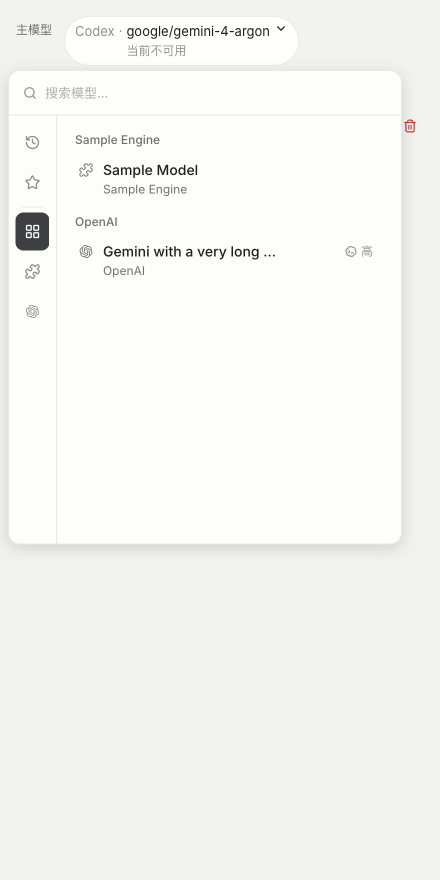 主模型
Codex · google/gemini-4-argon
当前不可用
搜索模型...
Sample Engine
Sample Model
Sample Engine
OpenAI
Gemini with a very long ...
高
OpenAI